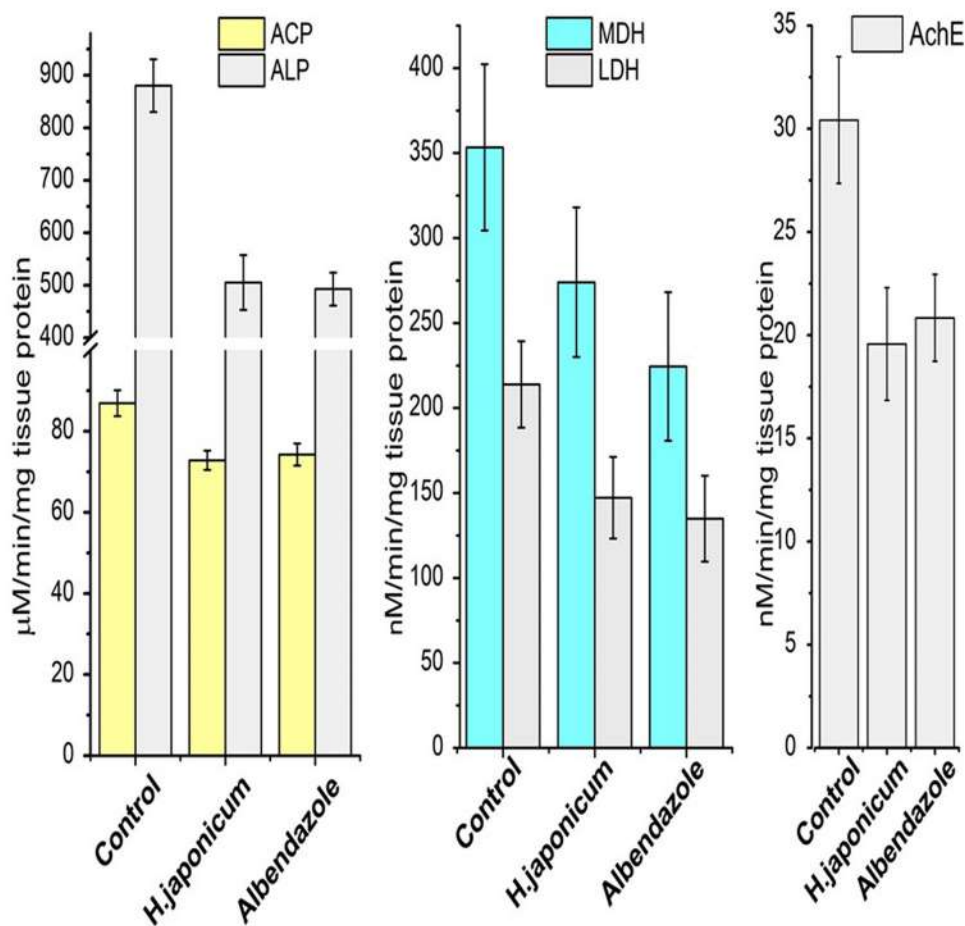 ACP
ALP
900
800
700
600
500
400
80
60
40
20
0
μM/min/mg tissue protein
Control
H.japonicum
Albendazole
MDH
LDH
400
350
300
250
200
150
100
50
0
nM/min/mg tissue protein
Control
H.japonicum
Albendazole
AchE
35
30
25
20
15
10
5
0
nM/min/mg tissue protein
Control
H.japonicum
Albendazole